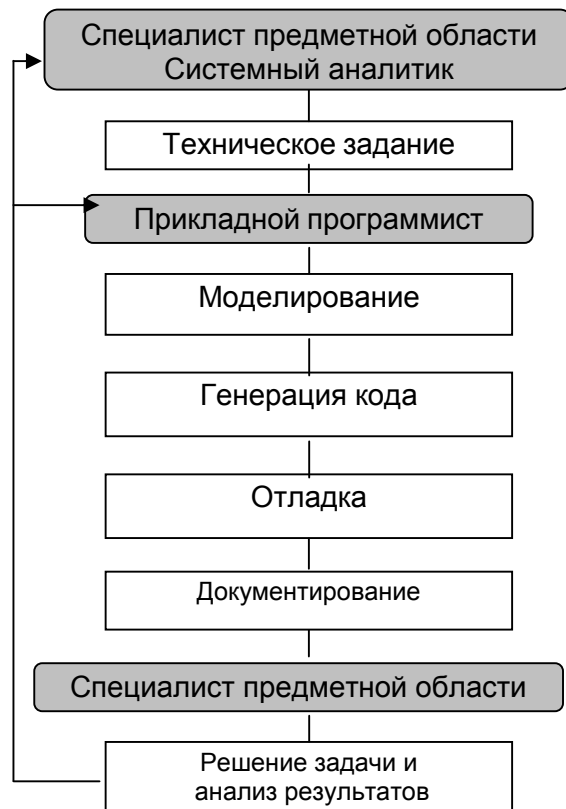 Специалист предметной области
Системный аналитик
Техническое задание
Прикладной программист
Моделирование
Генерация кода
Отладка
Документирование
Специалист предметной области
Решение задачи и
анализ результатов